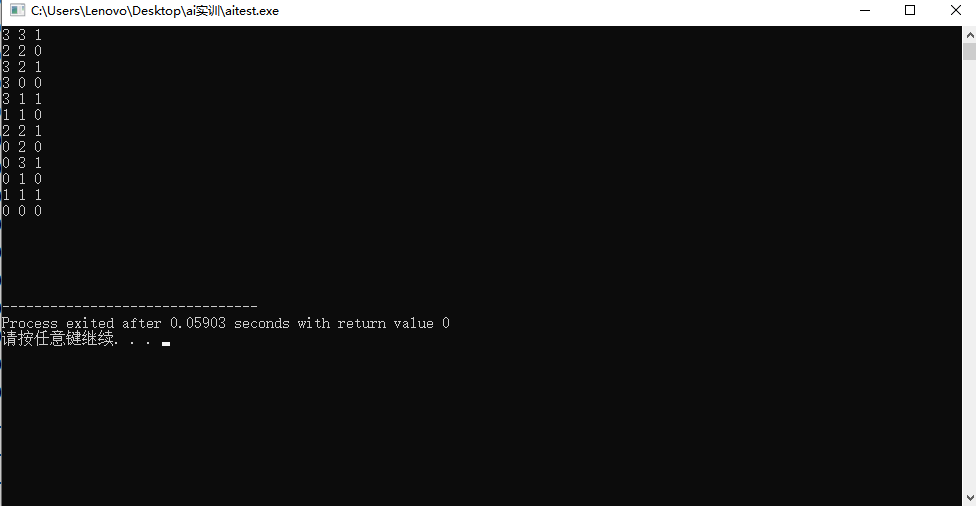 C:\Users\Lenovo\Desktop\ai实训\aitest.exe
3 3 1
2 2 0
3 2 1
3 0 0
3 1 1
1 1 0
2 2 1
0 2 0
0 3 1
0 1 0
1 1 1
0 0 0
--------------------------------
Process exited after 0.05903 seconds with return value 0
请按任意键继续. . .